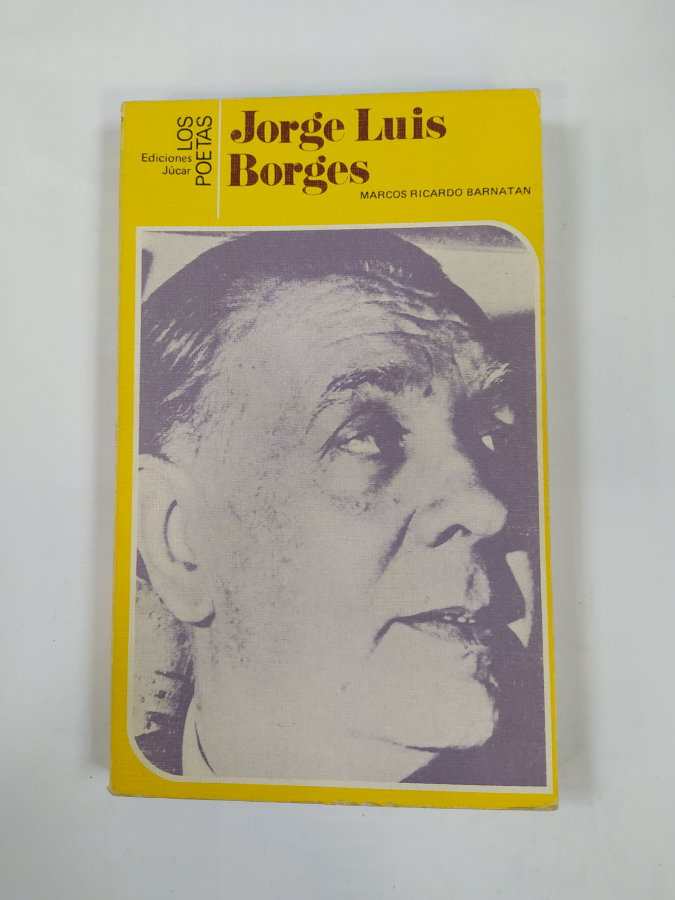 Ediciones
Júcar
LOS
POETAS
Jorge Luis
Borges
MARCOS RICARDO BARNATAN